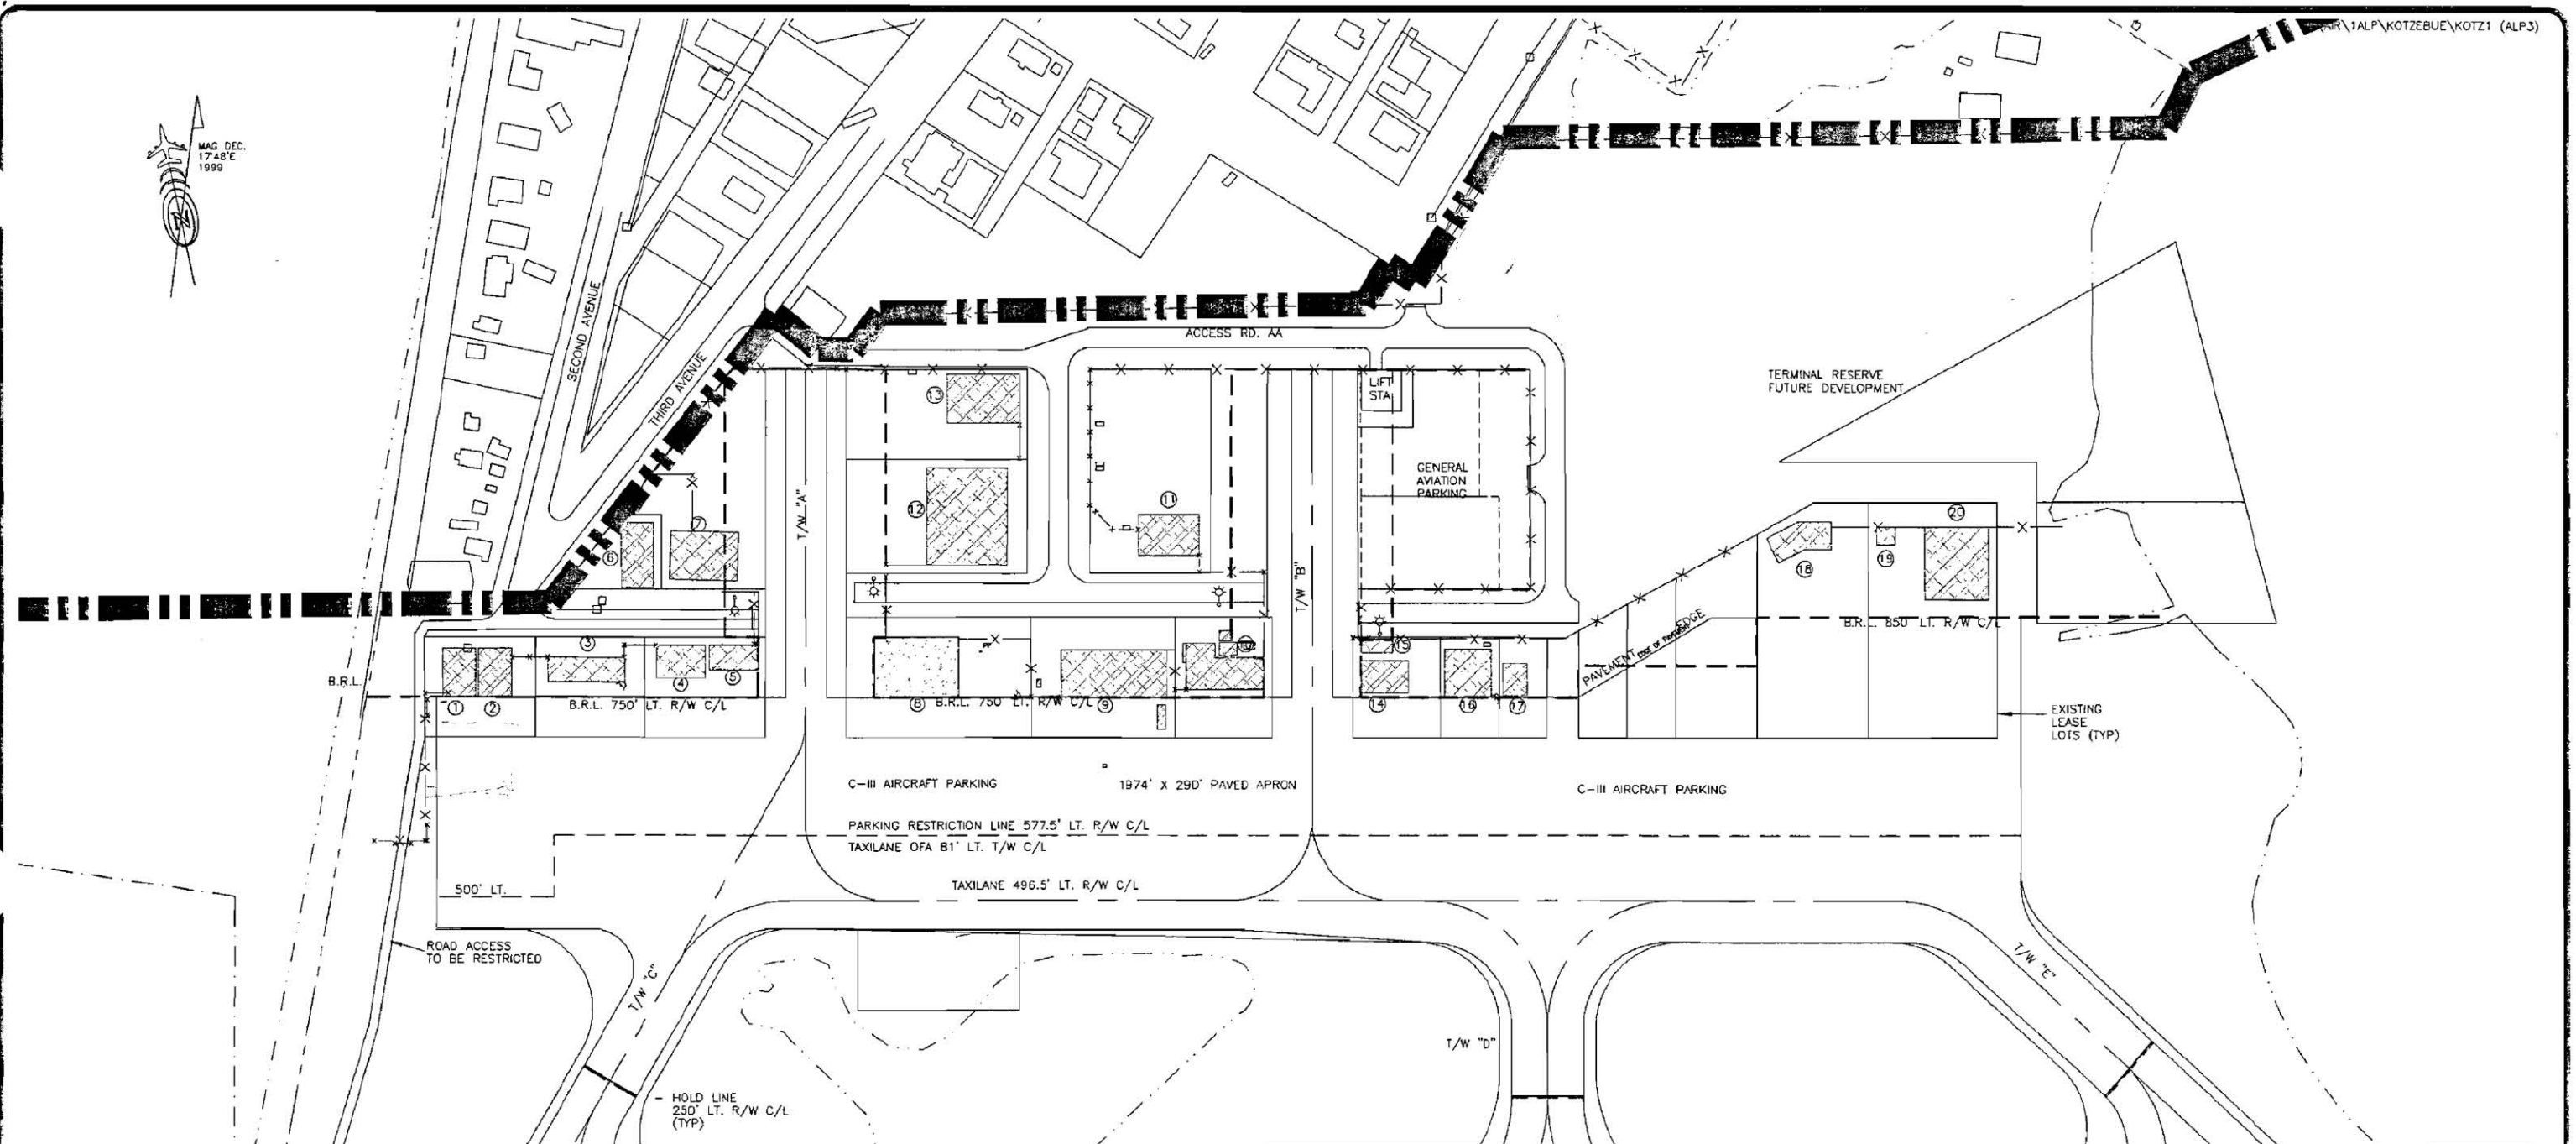 AIR\1ALP\KOTZEBUE\KOTZ1 (ALP3)
MAG DEC.
17°48'E
1999
N
SECOND AVENUE
THIRD AVENUE
ACCESS RD. AA
LIFT
STA
TERMINAL RESERVE
FUTURE DEVELOPMENT
13
T/W "A"
GENERAL
AVIATION
PARKING
11
12
7
6
20
18
19
T/W "B"
B.R.L. 850' LT. R/W C/L
PAVEMENT EDGE
3
15
4
5
B.R.L.
1
2
B.R.L. 750' LT. R/W C/L
8
B.R.L. 750' LT. R/W C/L
9
14
16
17
EXISTING
LEASE
LOTS (TYP)
C-III AIRCRAFT PARKING
1974' X 290' PAVED APRON
C-III AIRCRAFT PARKING
PARKING RESTRICTION LINE 577.5' LT. R/W C/L
TAXILANE OFA 81' LT. T/W C/L
500' LT.
TAXILANE 496.5' LT. R/W C/L
ROAD ACCESS
TO BE RESTRICTED
T/W "C"
T/W "E"
T/W "D"
HOLD LINE
250' LT. R/W C/L
(TYP)